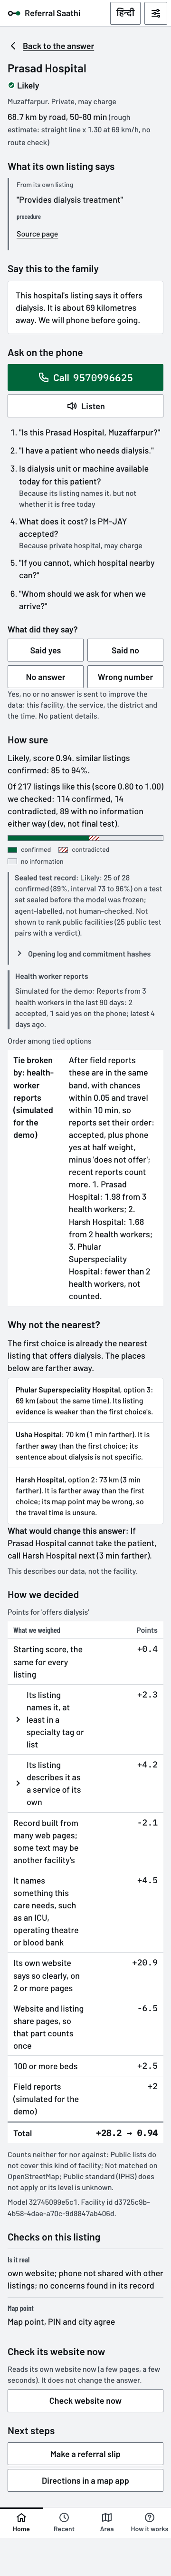 Referral Saathi
हिन्दी
Back to the answer
Prasad Hospital
Likely
Muzaffarpur. Private, may charge
68.7 km by road, 50-80 min (rough
estimate: straight line x 1.30 at 69 km/h, no
route check)
What its own listing says
From its own listing
"Provides dialysis treatment"
procedure
Source page
Say this to the family
This hospital's listing says it offers
dialysis. It is about 69 kilometres
away. We will phone before going.
Ask on the phone
Call 9570996625
Listen
1. "Is this Prasad Hospital, Muzaffarpur?"
2. "I have a patient who needs dialysis."
3. Is dialysis unit or machine available
today for this patient?
Because its listing names it, but not
whether it is free today
4. What does it cost? Is PM-JAY
accepted?
Because private hospital, may charge
5. "If you cannot, which hospital nearby
can?"
6. "Whom should we ask for when we
arrive?"
What did they say?
Said yes
Said no
No answer
Wrong number
Yes, no or no answer is sent to improve the
data: this facility, the service, the district and
the time. No patient details.
How sure
Likely, score 0.94. similar listings
confirmed: 85 to 94%.
Of 217 listings like this (score 0.80 to 1.00)
we checked: 114 confirmed, 14
contradicted, 89 with no information
either way (dev, not final test).
confirmed
contradicted
no information
Sealed test record: Likely: 25 of 28
confirmed (89%, interval 73 to 96%) on a test
set sealed before the model was frozen;
agent-labelled, not human-checked. Not
shown to rank public facilities (25 public test
pairs with a verdict).
Opening log and commitment hashes
Health worker reports
Simulated for the demo: Reports from 3
health workers in the last 90 days: 2
accepted, 1 said yes on the phone; latest 4
days ago.
Order among tied options
Tie broken
by: health-
worker
reports
(simulated
for the
demo)
After field reports
these are in the same
band, with chances
within 0.05 and travel
within 10 min, so
reports set their order:
accepted, plus phone
yes at half weight,
minus 'does not offer';
recent reports count
more. 1. Prasad
Hospital: 1.98 from 3
health workers; 2.
Harsh Hospital: 1.68
from 2 health workers;
3. Phular
Superspeciality
Hospital: fewer than 2
health workers, not
counted.
Why not the nearest?
The first choice is already the nearest
listing that offers dialysis. The places
below are farther away.
Phular Superspeciality Hospital, option 3:
69 km (about the same time). Its listing
evidence is weaker than the first choice's.
Usha Hospital: 70 km (1 min farther). It is
farther away than the first choice; its
sentence about dialysis is not specific.
Harsh Hospital, option 2: 73 km (3 min
farther). It is farther away than the first
choice; its map point may be wrong, so
the travel time is unsure.
What would change this answer: If
Prasad Hospital cannot take the patient,
call Harsh Hospital next (3 min farther).
This describes our data, not the facility.
How we decided
Points for 'offers dialysis'
What we weighed
Points
Starting score, the
same for every
listing
+0.4
Its listing
names it, at
least in a
specialty tag or
list
+2.3
Its listing
describes it as
a service of its
own
+4.2
Record built from
many web pages;
some text may be
another facility's
-2.1
It names
something this
care needs, such
as an ICU,
operating theatre
or blood bank
+4.5
Its own website
says so clearly, on
2 or more pages
+20.9
Website and listing
share pages, so
that part counts
once
-6.5
100 or more beds
+2.5
Field reports
(simulated for the
demo)
+2
Total
+28.2 → 0.94
Counts neither for nor against: Public lists do
not cover this kind of facility; Not matched on
OpenStreetMap; Public standard (IPHS) does
not apply or its level is unknown.
Model 32745099e5c1. Facility id d3725c9b-
4b58-4dae-a70c-9d8847ab406d.
Checks on this listing
Is it real
own website; phone not shared with other
listings; no concerns found in its record
Map point
Map point, PIN and city agree
Check its website now
Reads its own website now (a few pages, a few
seconds). It does not change the answer.
Check website now
Next steps
Make a referral slip
Directions in a map app
Home
Recent
Area
How it works